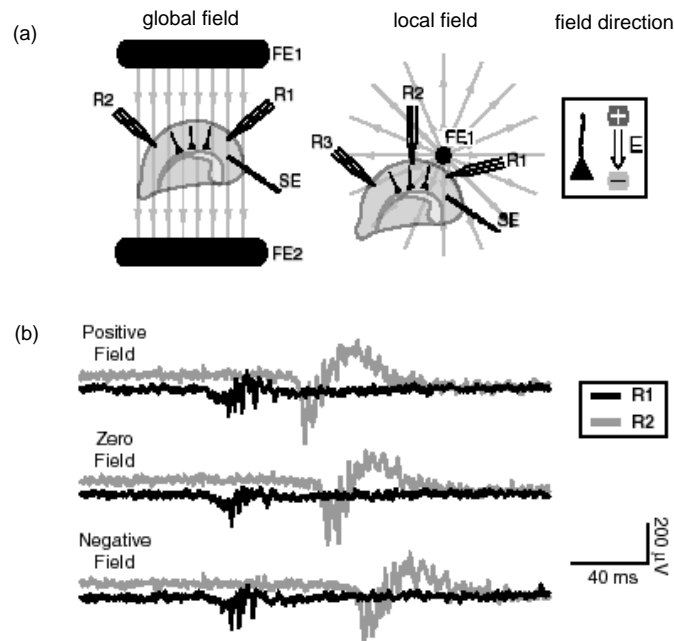 global field
local field
field direction
(a)
FE1
R2
R1
SE
FE2
R2
FE1
R3
R1
SE
+
E
−
(b)
Positive
Field
Zero
Field
Negative
Field
R1
R2
200 µV
40 ms